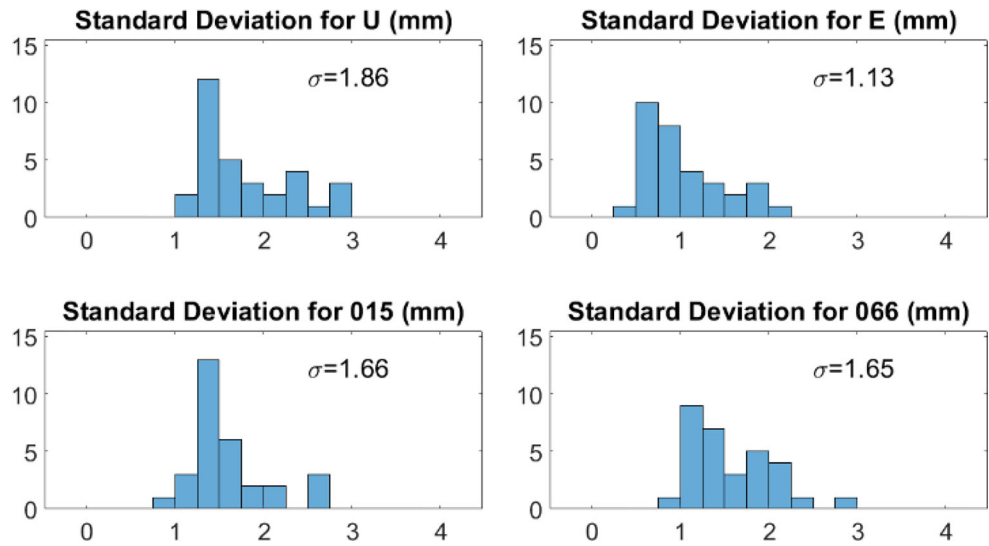 Standard Deviation for U (mm)
15
10
5
0
σ=1.86
0 1 2 3 4
Standard Deviation for E (mm)
15
10
5
0
σ=1.13
0 1 2 3 4
Standard Deviation for 015 (mm)
15
10
5
0
σ=1.66
0 1 2 3 4
Standard Deviation for 066 (mm)
15
10
5
0
σ=1.65
0 1 2 3 4